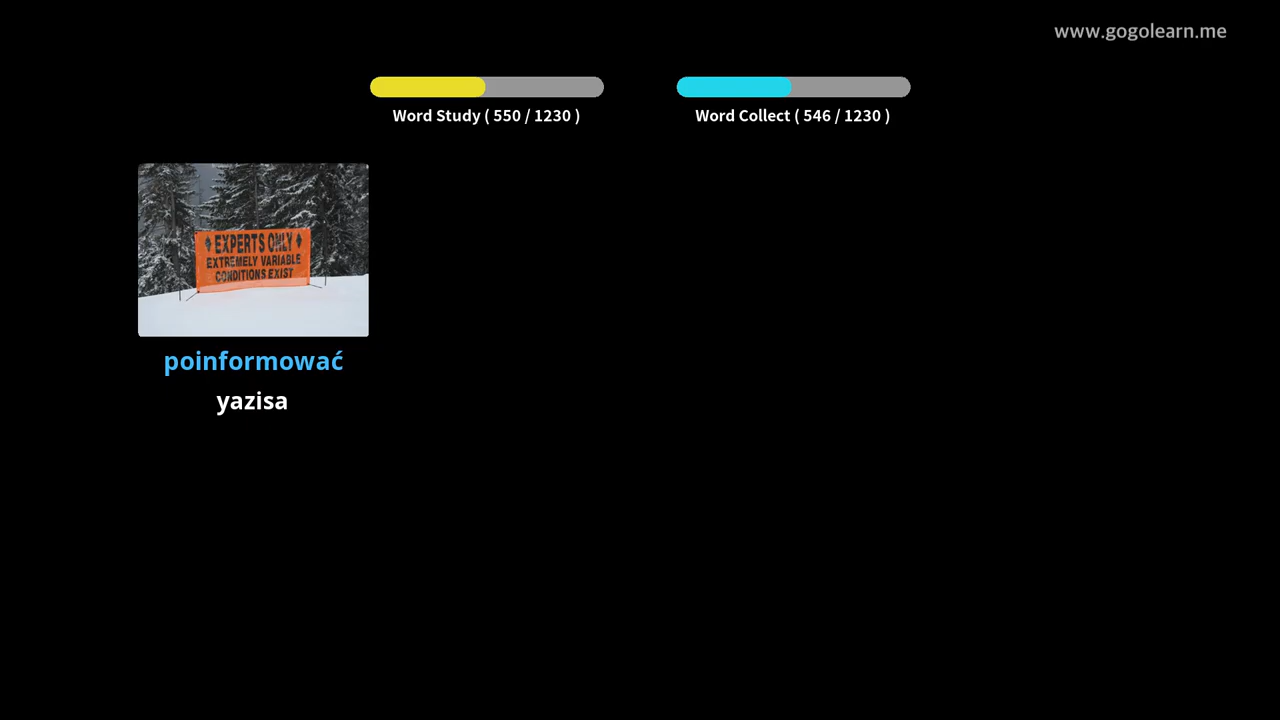 www.gogolearn.me
Word Study ( 550 / 1230 )
Word Collect ( 546 / 1230 )
EXPERTS ONLY
EXTREMELY VARIABLE
CONDITIONS EXIST
poinformować
yazisa